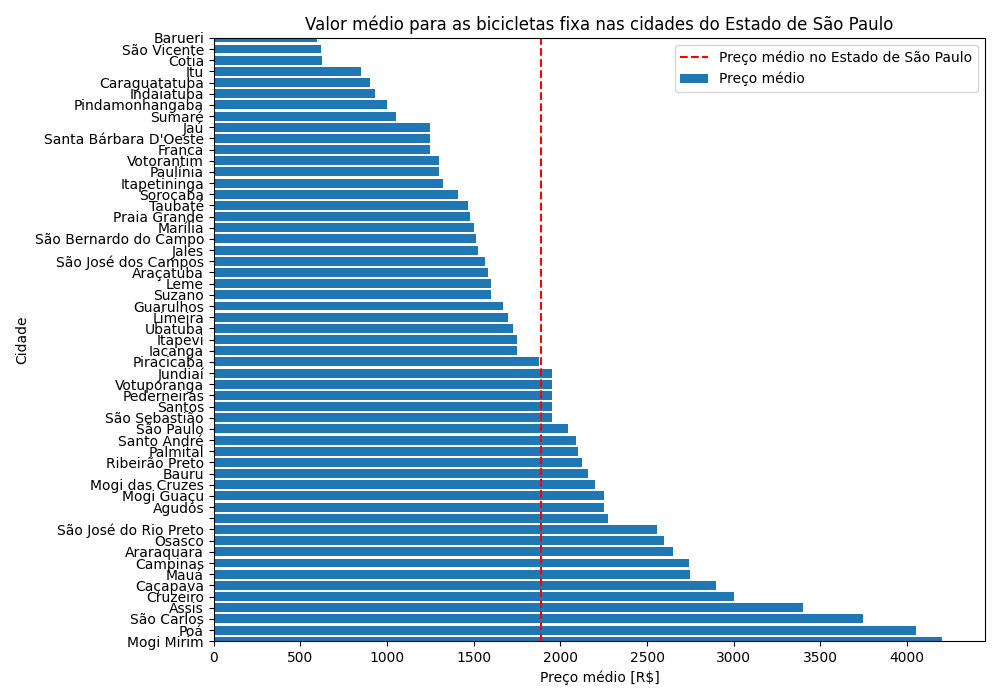 Valor médio para as bicicletas fixa nas cidades do Estado de São Paulo
Preço médio no Estado de São Paulo
Preço médio
Cidade
Barueri
São Vicente
Cotia
Itu
Caraguatatuba
Indaiatuba
Pindamonhangaba
Sumaré
Jaú
Santa Bárbara D'Oeste
Franca
Votorantim
Paulínia
Itapetininga
Sorocaba
Taubaté
Praia Grande
Marília
São Bernardo do Campo
Jales
São José dos Campos
Araçatuba
Leme
Suzano
Guarulhos
Limeira
Ubatuba
Itapevi
Iacanga
Piracicaba
Jundiaí
Votuporanga
Pederneiras
Santos
São Sebastião
São Paulo
Santo André
Palmital
Ribeirão Preto
Bauru
Mogi das Cruzes
Mogi Guaçu
Agudos
São José do Rio Preto
Osasco
Araraquara
Campinas
Mauá
Caçapava
Cruzeiro
Assis
São Carlos
Poá
Mogi Mirim
0 500 1000 1500 2000 2500 3000 3500 4000
Preço médio [R$]